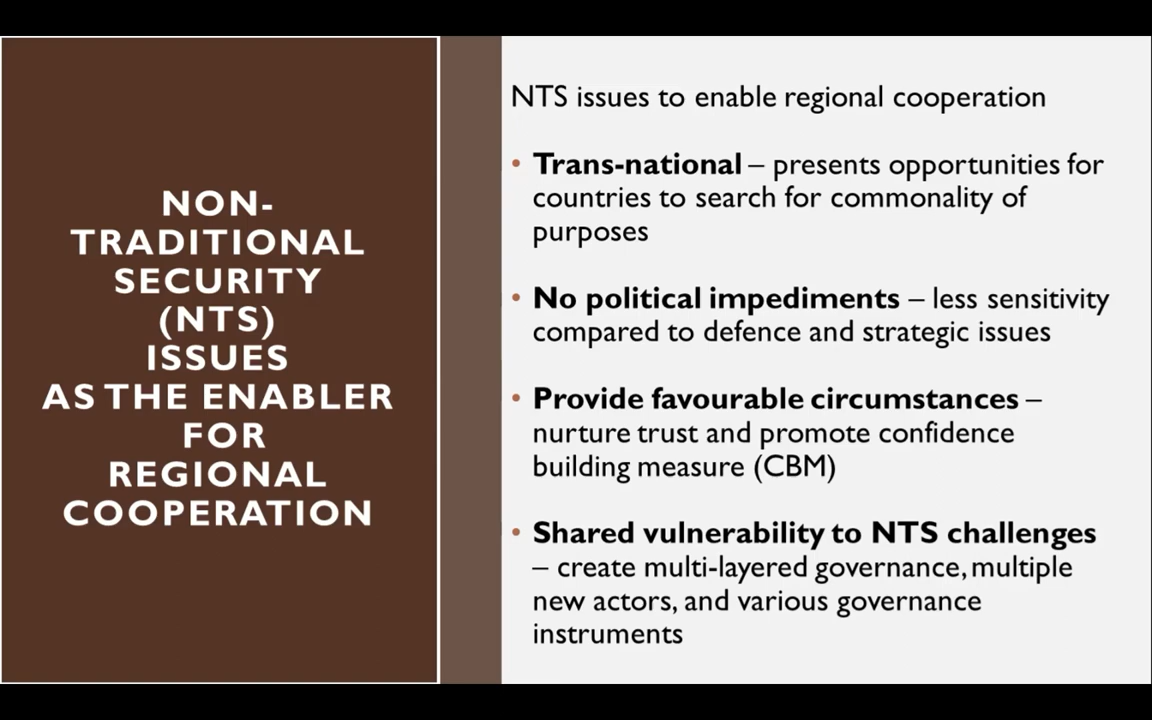 NON-
TRADITIONAL
SECURITY
(NTS)
ISSUES
AS THE ENABLER
FOR
REGIONAL
COOPERATION
NTS issues to enable regional cooperation
• Trans-national – presents opportunities for
countries to search for commonality of
purposes
• No political impediments – less sensitivity
compared to defence and strategic issues
• Provide favourable circumstances –
nurture trust and promote confidence
building measure (CBM)
• Shared vulnerability to NTS challenges
– create multi-layered governance, multiple
new actors, and various governance
instruments